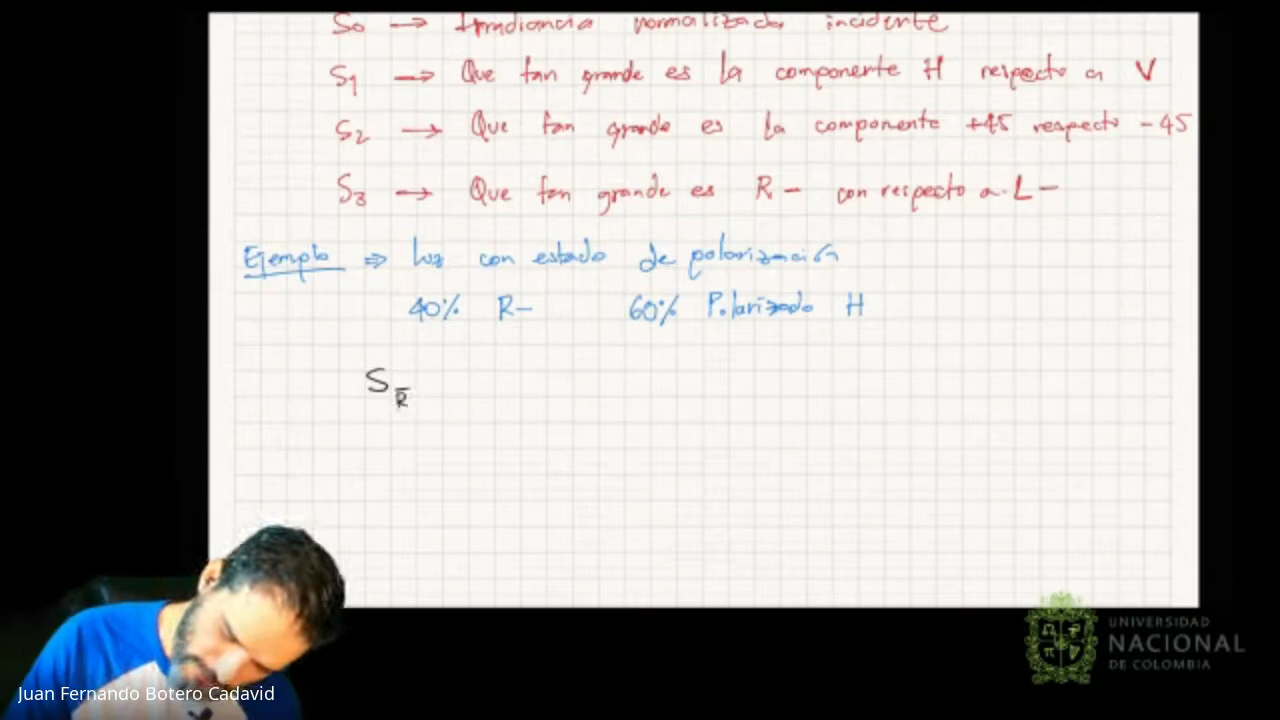 S0 → Irradiancia normalizada incidente
S1 → Que tan grande es la componente H respecto a V
S2 → Que tan grande es la componente +45 respecto -45
S3 → Que tan grande es R- con respecto a L-
Ejemplo ⇒ luz con estado de polarización
40% R- 60% Polarizado H
S R̄
UNIVERSIDAD
NACIONAL
DE COLOMBIA
Juan Fernando Botero Cadavid